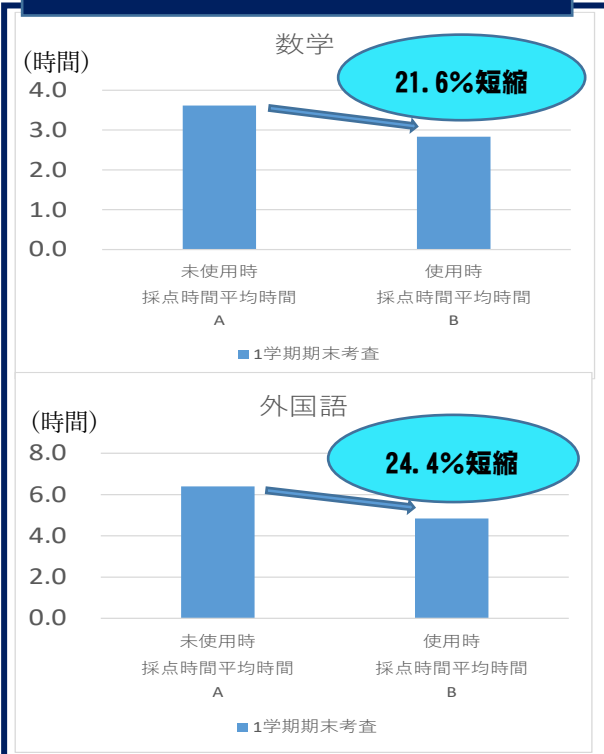 数学
(時間)
21.6%短縮
4.0
3.0
2.0
1.0
0.0
未使用時
使用時
採点時間平均時間
採点時間平均時間
A
B
1学期期末考査
外国語
(時間)
24.4%短縮
8.0
6.0
4.0
2.0
0.0
未使用時
使用時
採点時間平均時間
採点時間平均時間
A
B
1学期期末考査